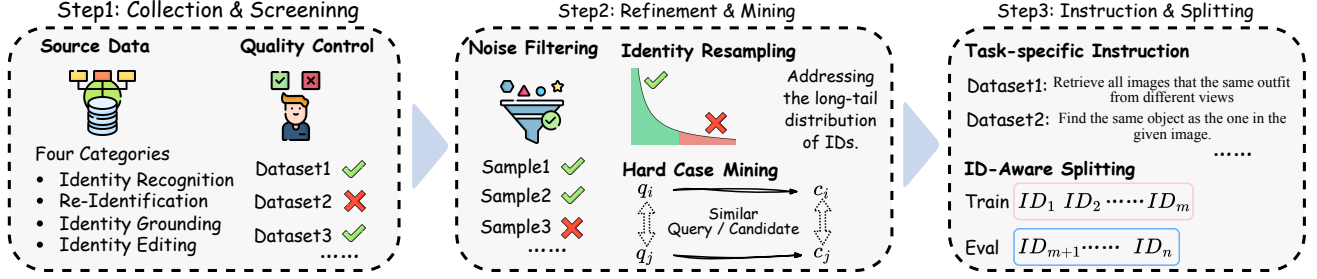 Step1: Collection & Screeninng
Source Data
Quality Control
Four Categories
• Identity Recognition
• Re-Identification
• Identity Grounding
• Identity Editing
Dataset1
Dataset2
Dataset3
……
Step2: Refinement & Mining
Noise Filtering
Sample1
Sample2
Sample3
……
Identity Resampling
Addressing
the long-tail
distribution
of IDs.
Hard Case Mining
q_i c_i
Similar
Query / Candidate
q_j c_j
Step3: Instruction & Splitting
Task-specific Instruction
Dataset1: Retrieve all images that the same outfit
from different views
Dataset2: Find the same object as the one in the
given image.
……
ID-Aware Splitting
Train ID_1 ID_2 ······ ID_m
Eval ID_{m+1} ······ ID_n